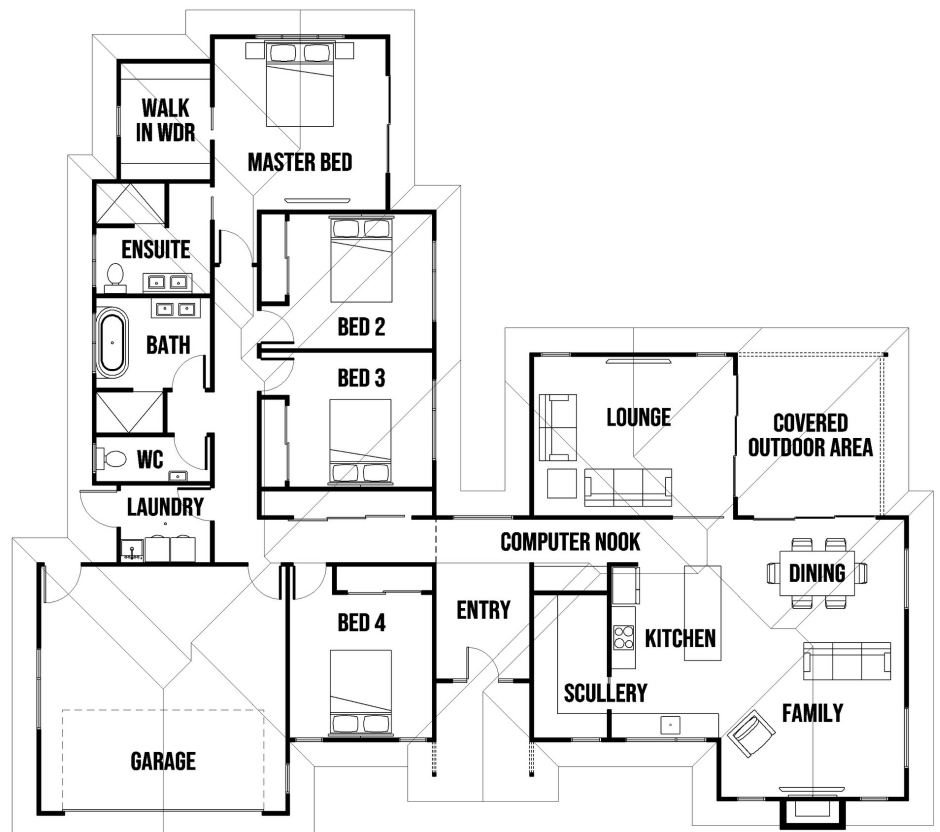 WALK
IN WDR
MASTER BED
ENSUITE
BED 2
BATH
BED 3
LOUNGE
COVERED
OUTDOOR AREA
WC
LAUNDRY
COMPUTER NOOK
DINING
ENTRY
BED 4
KITCHEN
SCULLERY
FAMILY
GARAGE